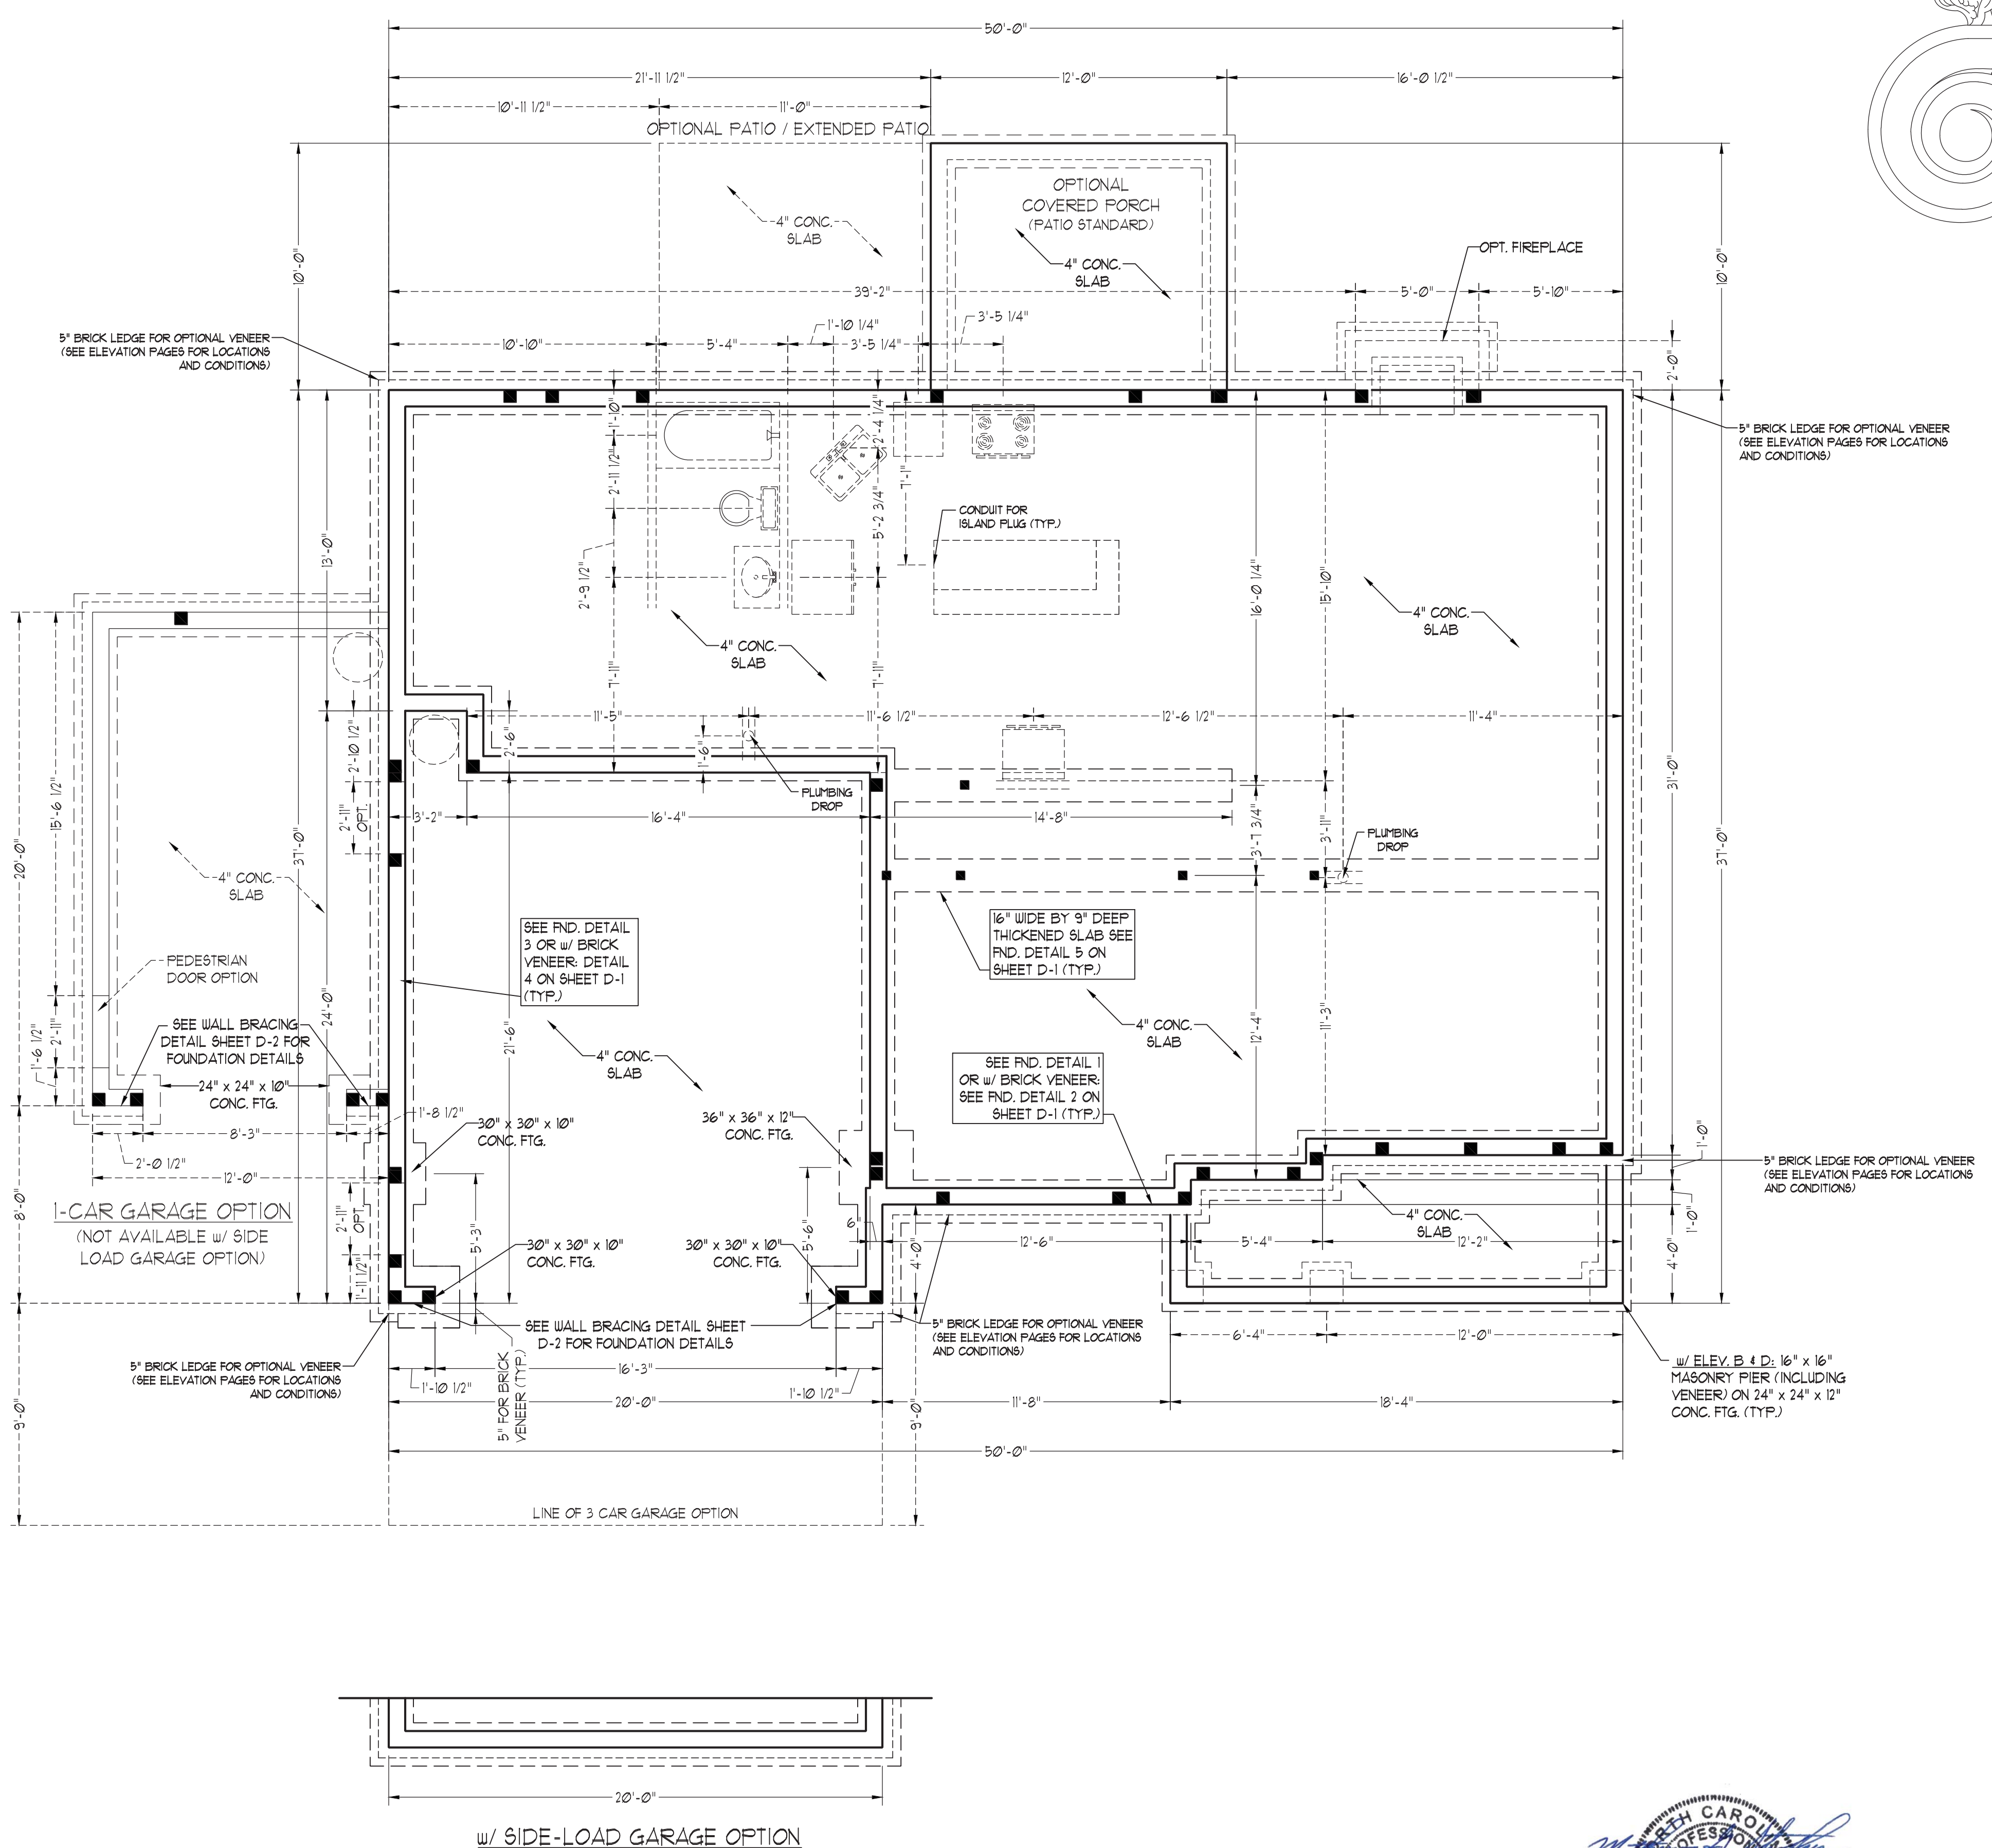 50'-0"
21'-11 1/2"
12'-0"
16'-0 1/2"
10'-11 1/2"
11'-0"
OPTIONAL PATIO / EXTENDED PATIO
OPTIONAL
COVERED PORCH
(PATIO STANDARD)
4" CONC.
SLAB
4" CONC.
SLAB
OPT. FIREPLACE
10'-0"
10'-0"
39'-2"
5'-0"
5'-10"
5" BRICK LEDGE FOR OPTIONAL VENEER
(SEE ELEVATION PAGES FOR LOCATIONS
AND CONDITIONS)
10'-10"
5'-4"
1'-10 1/4"
3'-5 1/4"
3'-5 1/4"
2'-0"
5" BRICK LEDGE FOR OPTIONAL VENEER
(SEE ELEVATION PAGES FOR LOCATIONS
AND CONDITIONS)
1'-10"
2'-4 1/4"
2'-11 1/2"
5'-2 3/4"
7'-1"
CONDUIT FOR
ISLAND PLUG (TYP.)
13'-0"
2'-9 1/2"
16'-0 1/4"
15'-10"
4" CONC.
SLAB
4" CONC.
SLAB
7'-11"
7'-11"
11'-5"
11'-6 1/2"
12'-6 1/2"
11'-4"
2'-10 1/2"
2'-6"
1'-6"
31'-0"
PLUMBING
DROP
2'-11"
OPT.
3'-2"
16'-4"
14'-8"
3'-7 3/4"
3'-11"
PLUMBING
DROP
15'-6 1/2"
20'-0"
37'-0"
37'-0"
4" CONC.
SLAB
SEE FND. DETAIL
3 OR w/ BRICK
VENEER: DETAIL
4 ON SHEET D-1
(TYP.)
16" WIDE BY 9" DEEP
THICKENED SLAB SEE
FND. DETAIL 5 ON
SHEET D-1 (TYP.)
PEDESTRIAN
DOOR OPTION
24'-0"
21'-6"
12'-4"
11'-3"
4" CONC.
SLAB
4" CONC.
SLAB
2'-11"
1'-6 1/2"
SEE WALL BRACING
DETAIL SHEET D-2 FOR
FOUNDATION DETAILS
24" x 24" x 10"
CONC. FTG.
SEE FND. DETAIL 1
OR w/ BRICK VENEER:
SEE FND. DETAIL 2 ON
SHEET D-1 (TYP.)
1'-8 1/2"
30" x 30" x 10"
CONC. FTG.
36" x 36" x 12"
CONC. FTG.
8'-3"
2'-0 1/2"
12'-0"
1'-0"
5" BRICK LEDGE FOR OPTIONAL VENEER
(SEE ELEVATION PAGES FOR LOCATIONS
AND CONDITIONS)
8'-0"
1-CAR GARAGE OPTION
(NOT AVAILABLE w/ SIDE
LOAD GARAGE OPTION)
2'-11"
OPT.
5'-3"
5'-6"
6"
4'-0"
12'-6"
5'-4"
12'-2"
4" CONC.
SLAB
1'-0"
4'-0"
1'-11 1/2"
30" x 30" x 10"
CONC. FTG.
30" x 30" x 10"
CONC. FTG.
SEE WALL BRACING DETAIL SHEET
D-2 FOR FOUNDATION DETAILS
5" BRICK LEDGE FOR OPTIONAL VENEER
(SEE ELEVATION PAGES FOR LOCATIONS
AND CONDITIONS)
6'-4"
12'-0"
5" BRICK LEDGE FOR OPTIONAL VENEER
(SEE ELEVATION PAGES FOR LOCATIONS
AND CONDITIONS)
1'-10 1/2"
16'-3"
1'-10 1/2"
5" FOR BRICK
VENEER (TYP.)
w/ ELEV. B & D: 16" x 16"
MASONRY PIER (INCLUDING
VENEER) ON 24" x 24" x 12"
CONC. FTG. (TYP.)
9'-0"
20'-0"
9'-0"
11'-8"
18'-4"
50'-0"
LINE OF 3 CAR GARAGE OPTION
20'-0"
w/ SIDE-LOAD GARAGE OPTION